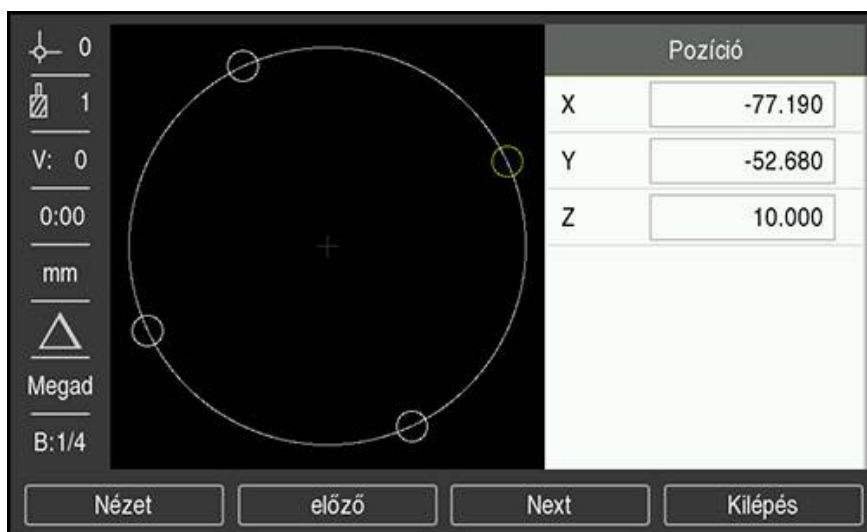 0
1
V: 0
0:00
mm
Megad
B:1/4
Pozíció
X -77.190
Y -52.680
Z 10.000
Nézet előző Next Kilépés